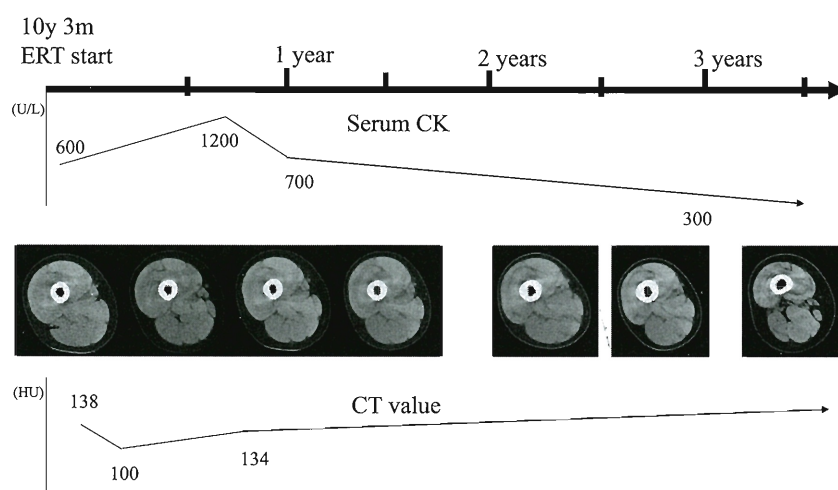 10y 3m
ERT start
1 year
2 years
3 years
(U/L)
Serum CK
600
1200
700
300
(HU)
138
CT value
100
134